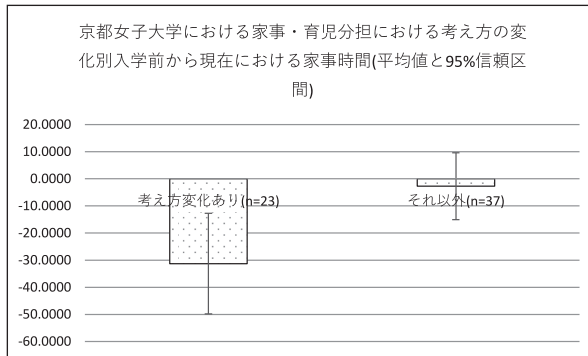 京都女子大学における家事・育児分担における考え方の変
化別入学前から現在における家事時間(平均値と95%信頼区
間)
20.0000
10.0000
0.0000
考え方変化あり(n=23)
それ以外(n=37)
-10.0000
-20.0000
-30.0000
-40.0000
-50.0000
-60.0000